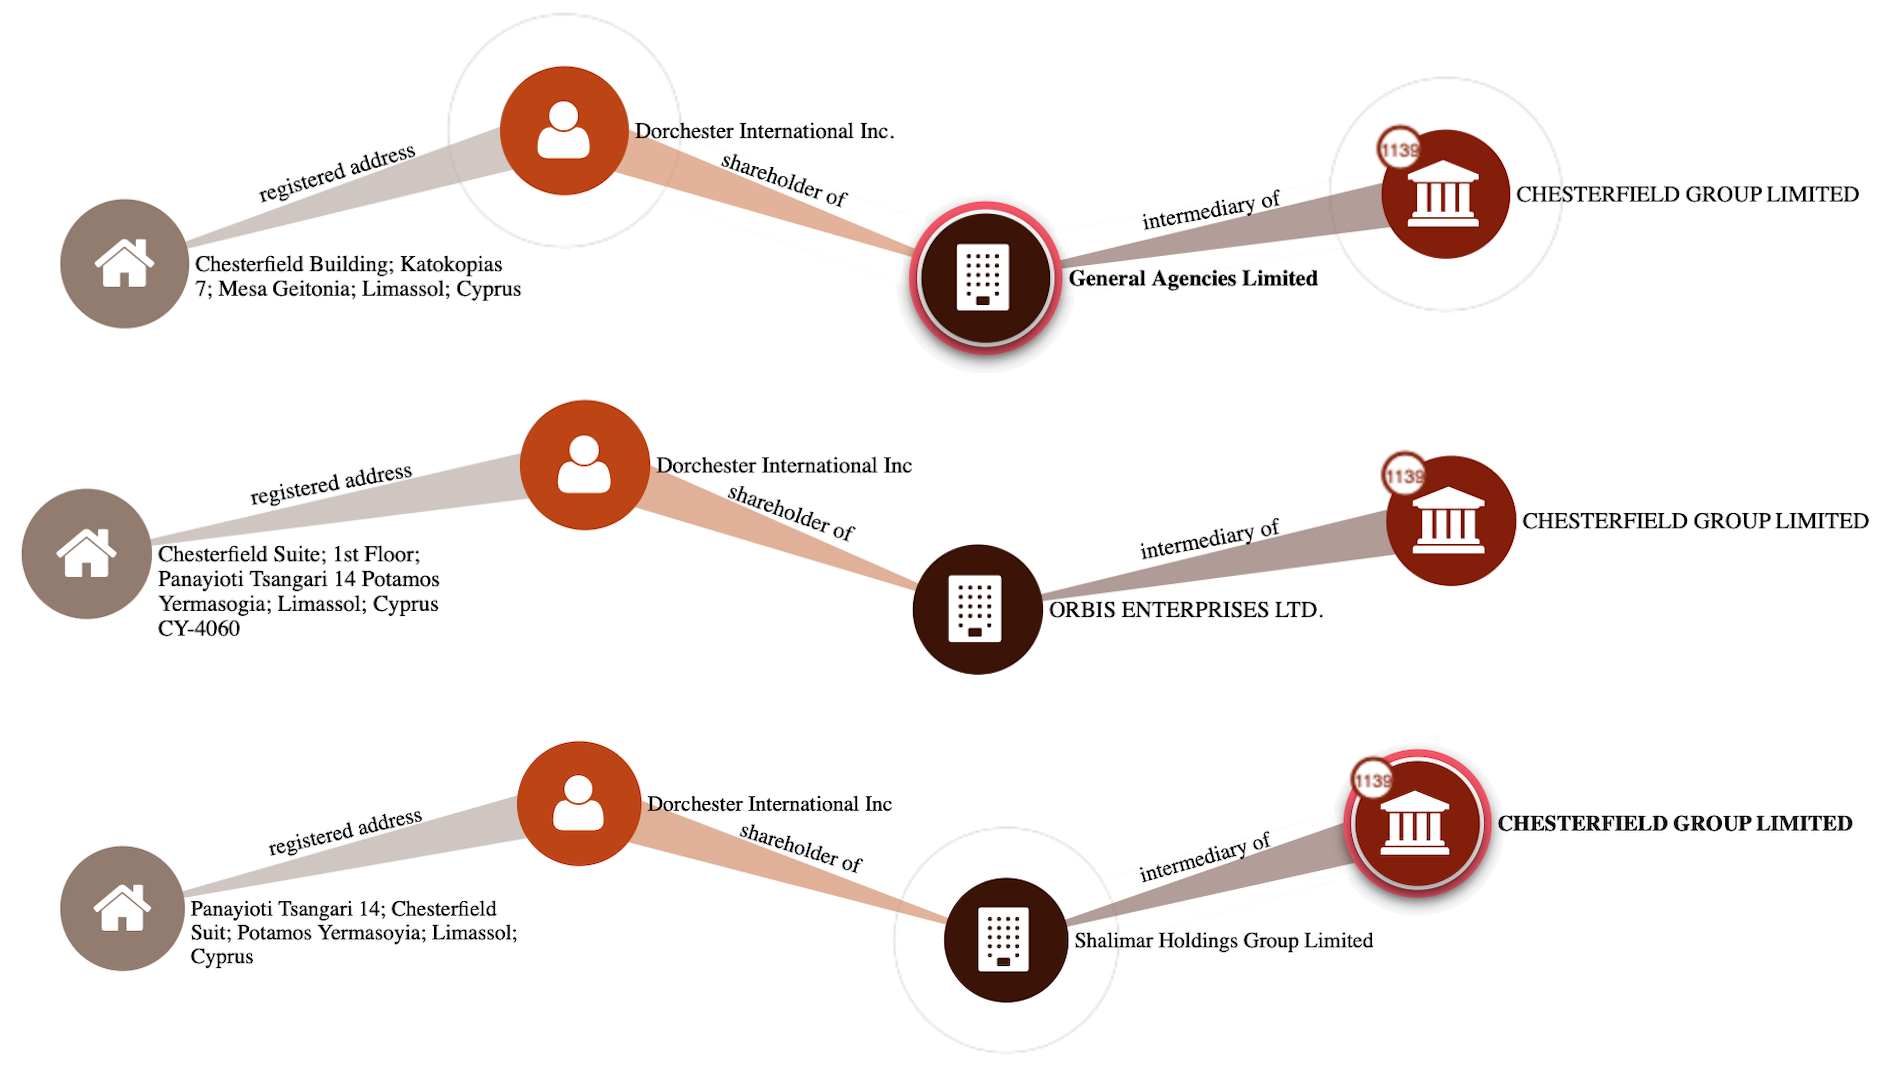 Dorchester International Inc.
registered address
shareholder of
1139
CHESTERFIELD GROUP LIMITED
intermediary of
Chesterfield Building; Katokopias
7; Mesa Geitonia; Limassol; Cyprus
General Agencies Limited
Dorchester International Inc
registered address
shareholder of
1139
CHESTERFIELD GROUP LIMITED
intermediary of
Chesterfield Suite; 1st Floor;
Panayioti Tsangari 14 Potamos
Yermasogia; Limassol; Cyprus
CY-4060
ORBIS ENTERPRISES LTD.
Dorchester International Inc
registered address
shareholder of
1139
CHESTERFIELD GROUP LIMITED
intermediary of
Panayioti Tsangari 14; Chesterfield
Suit; Potamos Yermasoyia; Limassol;
Cyprus
Shalimar Holdings Group Limited